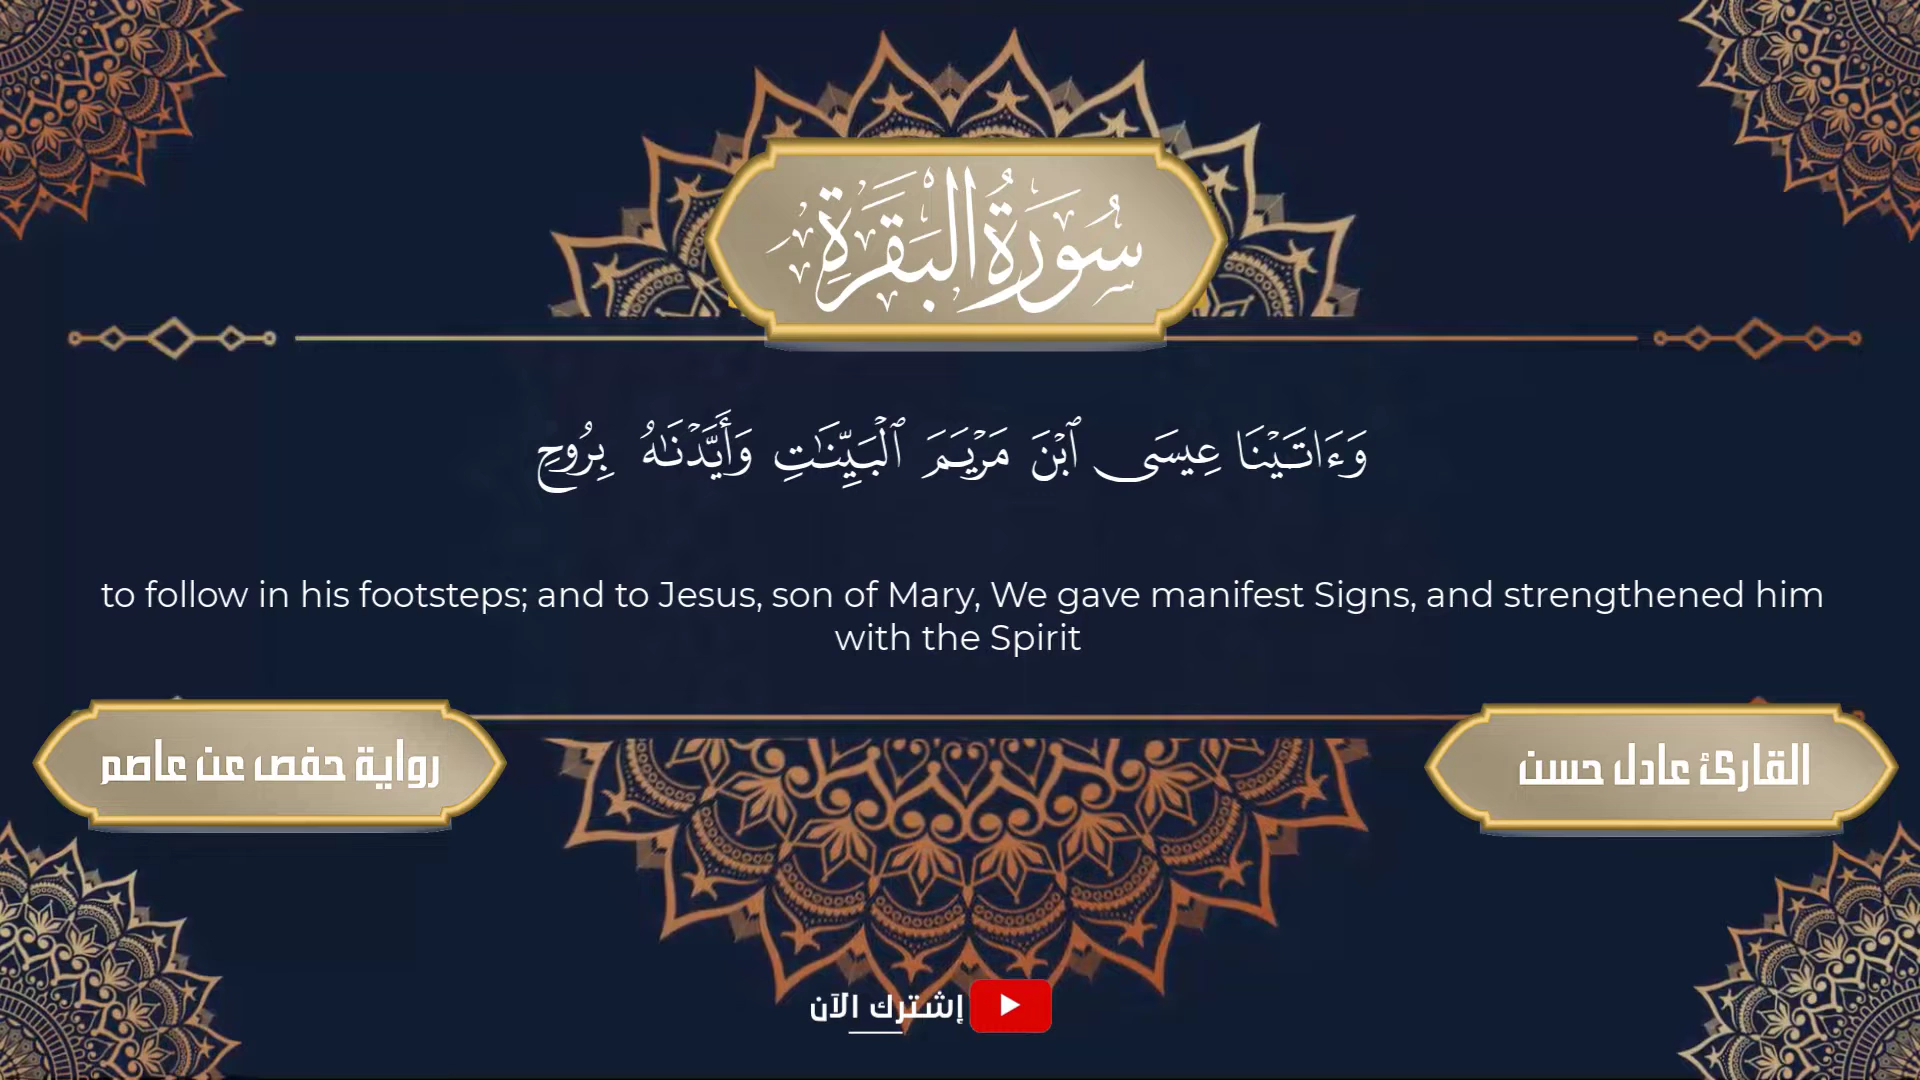 سُورَةُ البَقَرَةِ
وَءَاتَيْنَا عِيسَى ٱبْنَ مَرْيَمَ ٱلْبَيِّنَـٰتِ وَأَيَّدْنَـٰهُ بِرُوحِ
to follow in his footsteps; and to Jesus, son of Mary, We gave manifest Signs, and strengthened him
with the Spirit
القارئ عادل حسن
رواية حفص عن عاصم
إشترك الآن